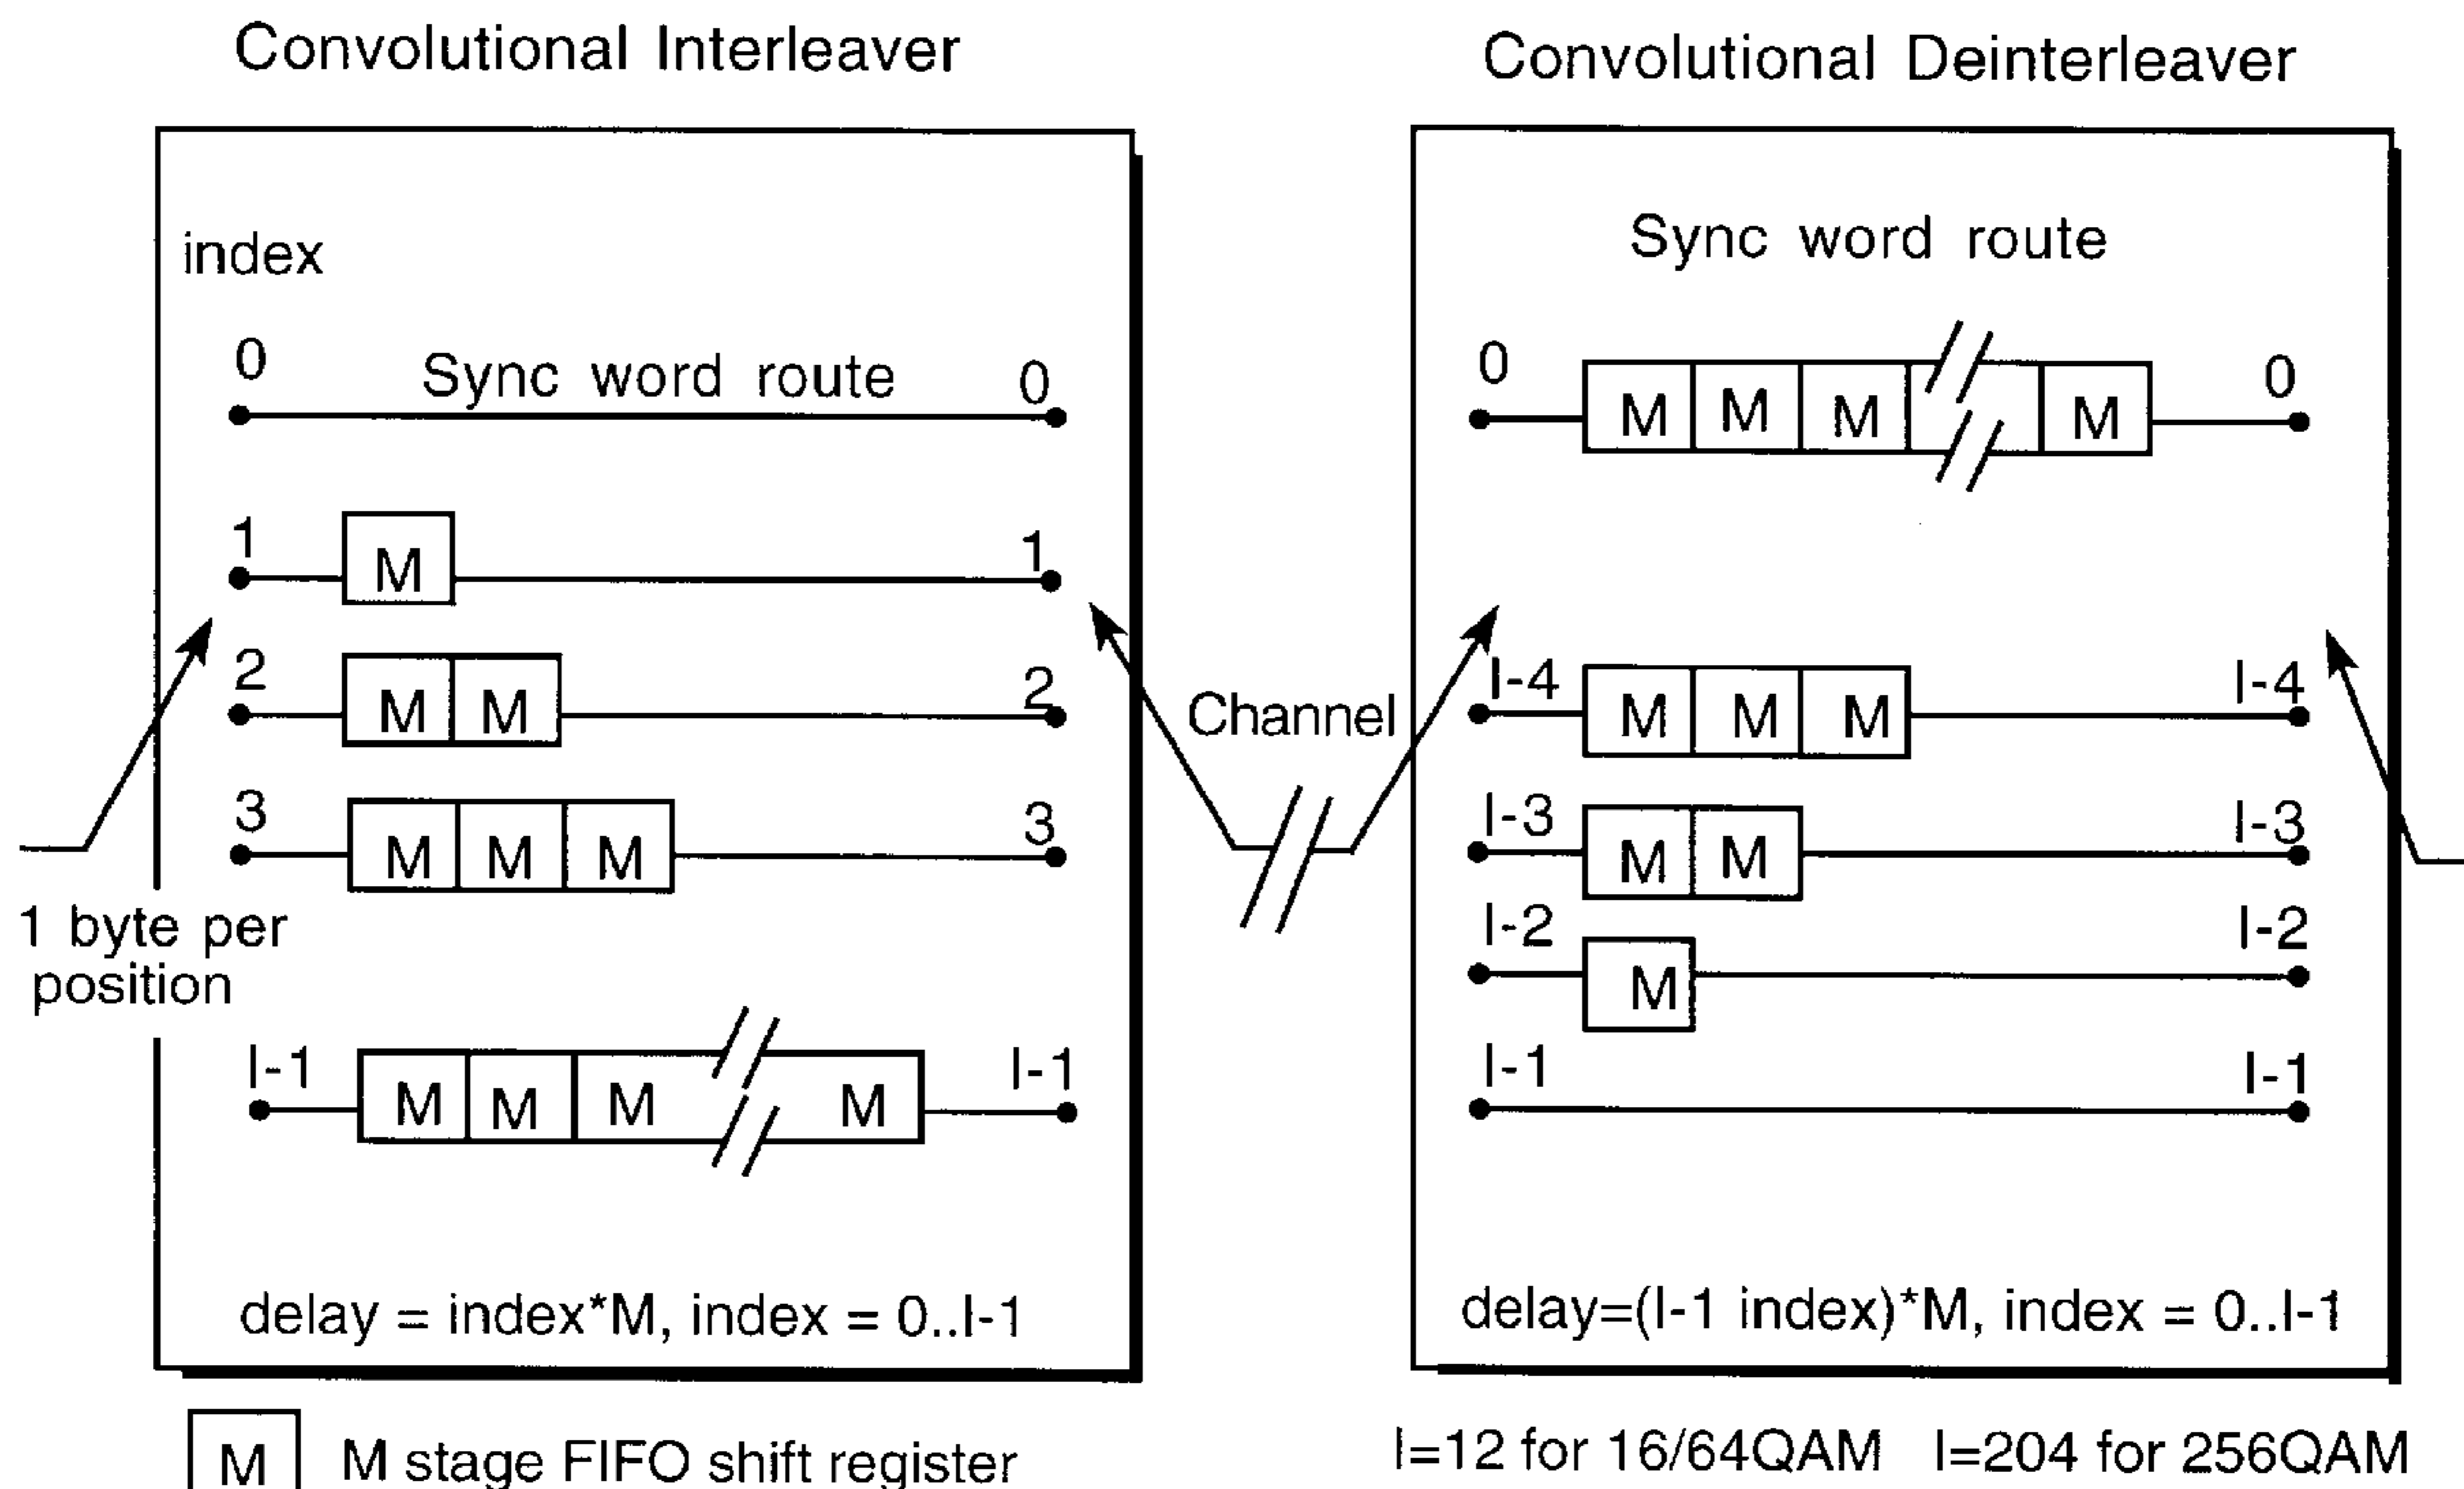 Convolutional Interleaver
index
0 Sync word route 0
1 M 1
2 M M 2
3 M M M 3
1 byte per
position
I-1 M M M M I-1
delay = index*M, index = 0..I-1
M M stage FIFO shift register
Channel
Convolutional Deinterleaver
Sync word route
0 M M M M 0
I-4 M M M I-4
I-3 M M I-3
I-2 M I-2
I-1 I-1
delay=(I-1 index)*M, index = 0..I-1
I=12 for 16/64QAM I=204 for 256QAM